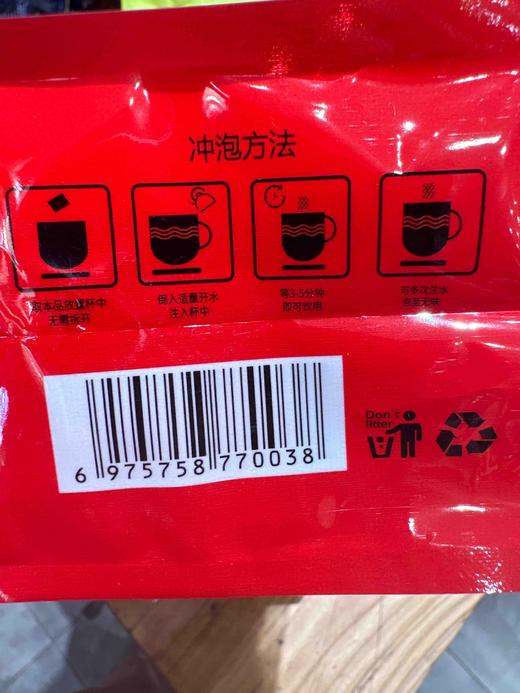 冲泡方法
取本品放置杯中
无需拆开
倒入适量开水
注入杯中
等3-5分钟
即可饮用
可多次注水
泡至无味
6 975758 770038
Don't
litter